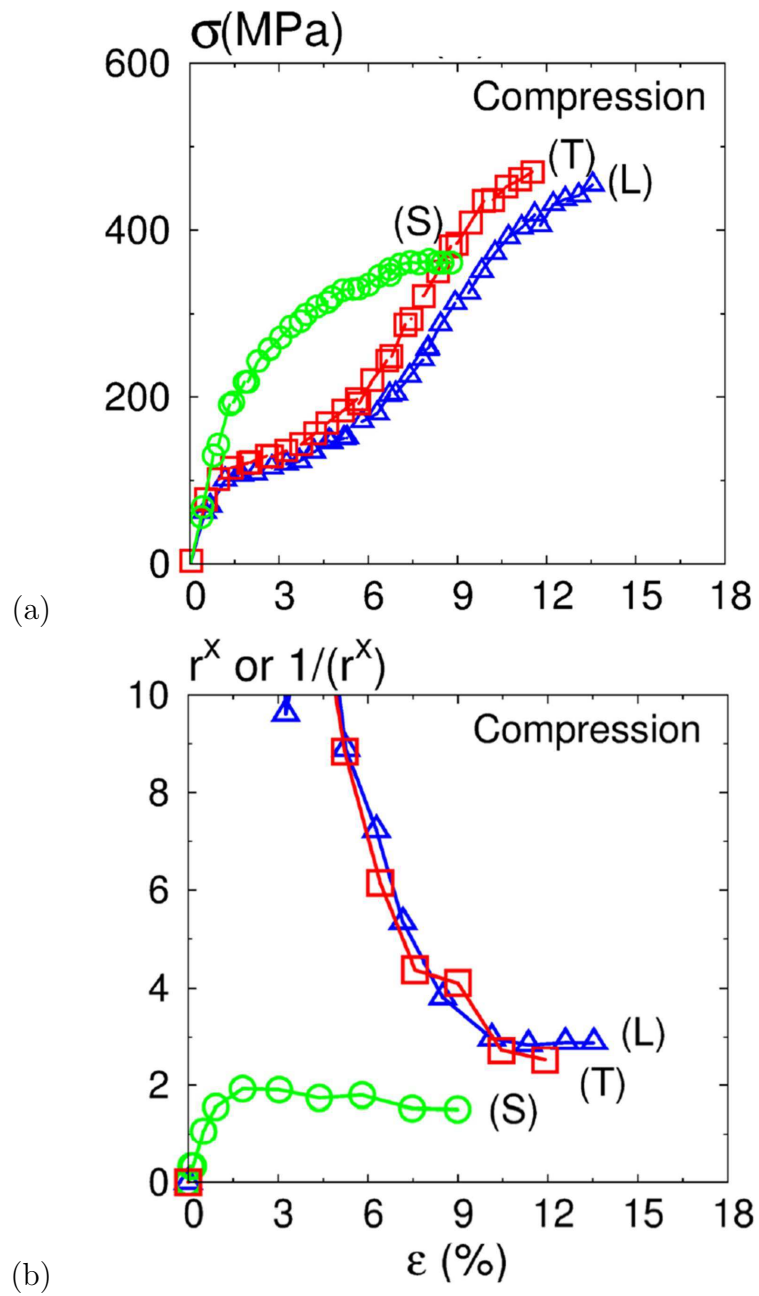 σ(MPa)
600
Compression
(T)
(L)
(S)
400
200
0
0 3 6 9 12 15 18
(a)
r^x or 1/(r^x)
10
Compression
8
6
4
(L)
(T)
2
(S)
0
0 3 6 9 12 15 18
ε (%)
(b)